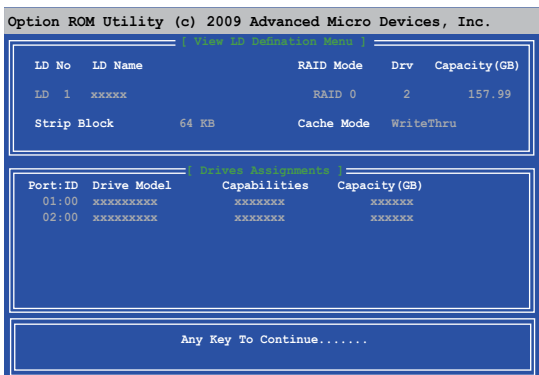 Option ROM Utility (c) 2009 Advanced Micro Devices, Inc.
[ View LD Defination Menu ]
LD No LD Name RAID Mode Drv Capacity(GB)
LD 1 xxxxx RAID 0 2 157.99
Strip Block 64 KB Cache Mode WriteThru
[ Drives Assignments ]
Port:ID Drive Model Capabilities Capacity(GB)
01:00 xxxxxxxxx xxxxxxx xxxxxx
02:00 xxxxxxxxx xxxxxxx xxxxxx
Any Key To Continue.......